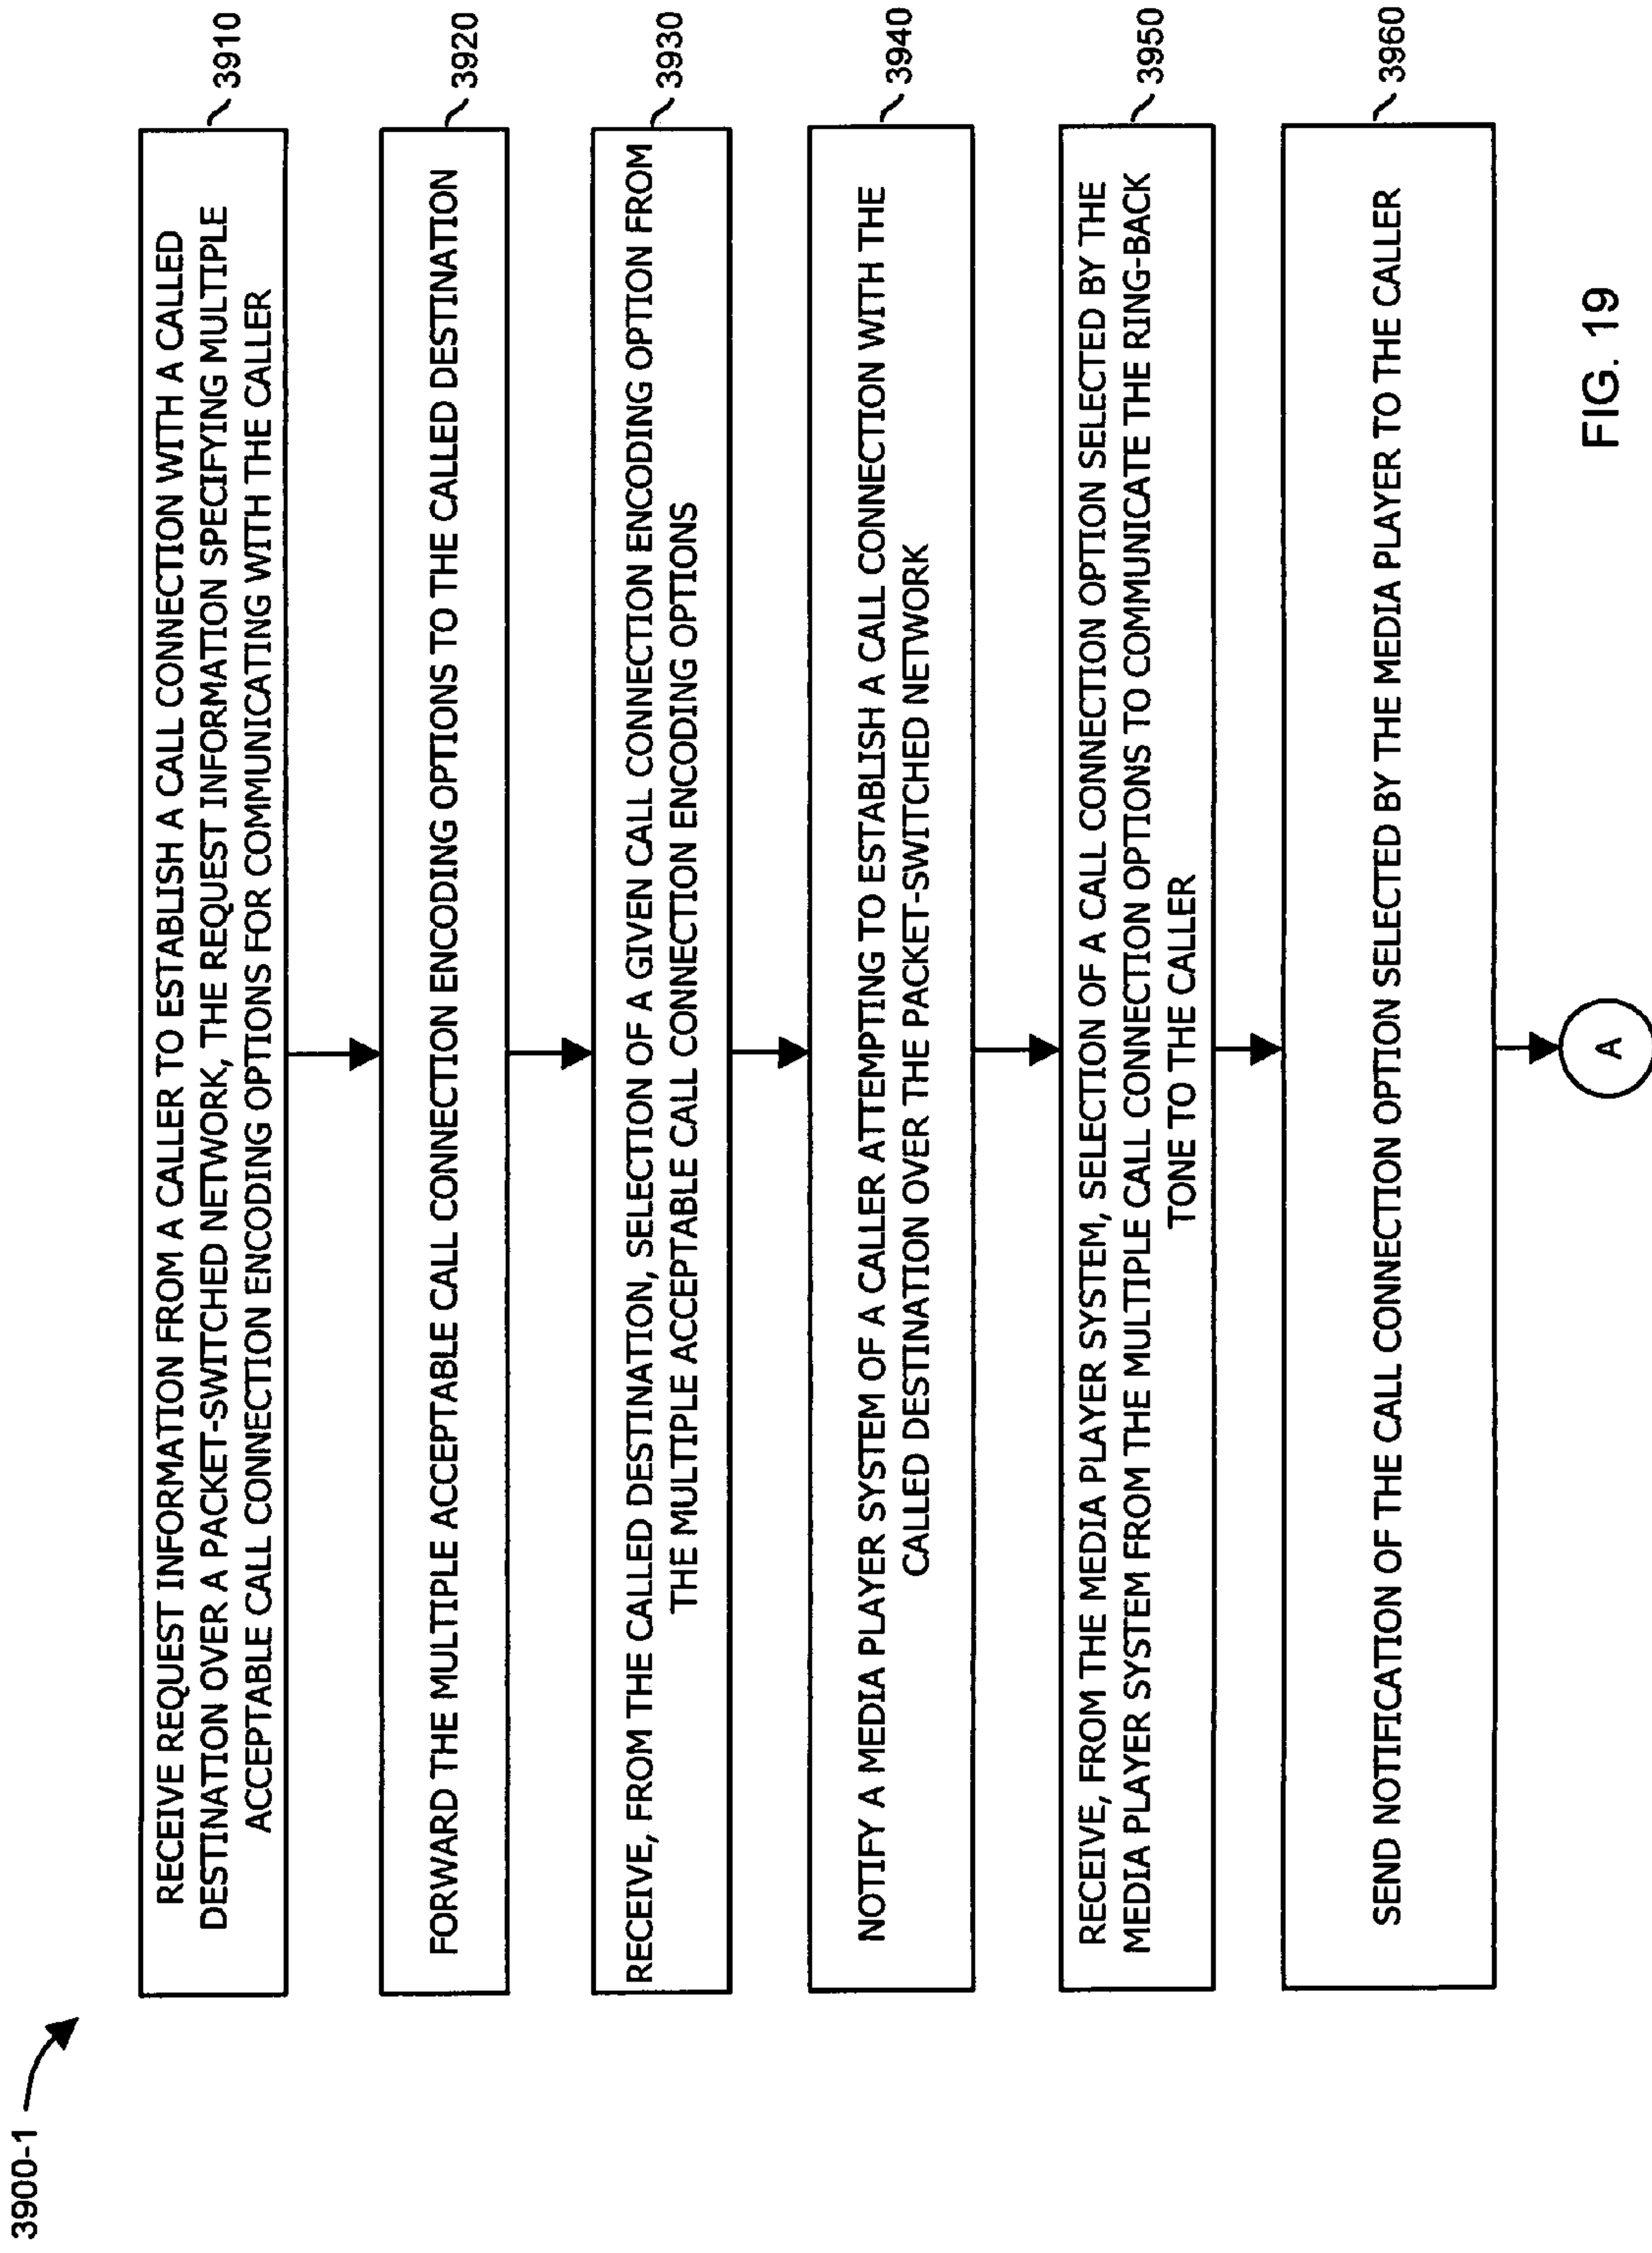 3900-1
RECEIVE REQUEST INFORMATION FROM A CALLER TO ESTABLISH A CALL CONNECTION WITH A CALLED
DESTINATION OVER A PACKET-SWITCHED NETWORK, THE REQUEST INFORMATION SPECIFYING MULTIPLE
ACCEPTABLE CALL CONNECTION ENCODING OPTIONS FOR COMMUNICATING WITH THE CALLER
3910
FORWARD THE MULTIPLE ACCEPTABLE CALL CONNECTION ENCODING OPTIONS TO THE CALLED DESTINATION
3920
RECEIVE, FROM THE CALLED DESTINATION, SELECTION OF A GIVEN CALL CONNECTION ENCODING OPTION FROM
THE MULTIPLE ACCEPTABLE CALL CONNECTION ENCODING OPTIONS
3930
NOTIFY A MEDIA PLAYER SYSTEM OF A CALLER ATTEMPTING TO ESTABLISH A CALL CONNECTION WITH THE
CALLED DESTINATION OVER THE PACKET-SWITCHED NETWORK
3940
RECEIVE, FROM THE MEDIA PLAYER SYSTEM, SELECTION OF A CALL CONNECTION OPTION SELECTED BY THE
MEDIA PLAYER SYSTEM FROM THE MULTIPLE CALL CONNECTION OPTIONS TO COMMUNICATE THE RING-BACK
TONE TO THE CALLER
3950
SEND NOTIFICATION OF THE CALL CONNECTION OPTION SELECTED BY THE MEDIA PLAYER TO THE CALLER
3960
A
FIG. 19